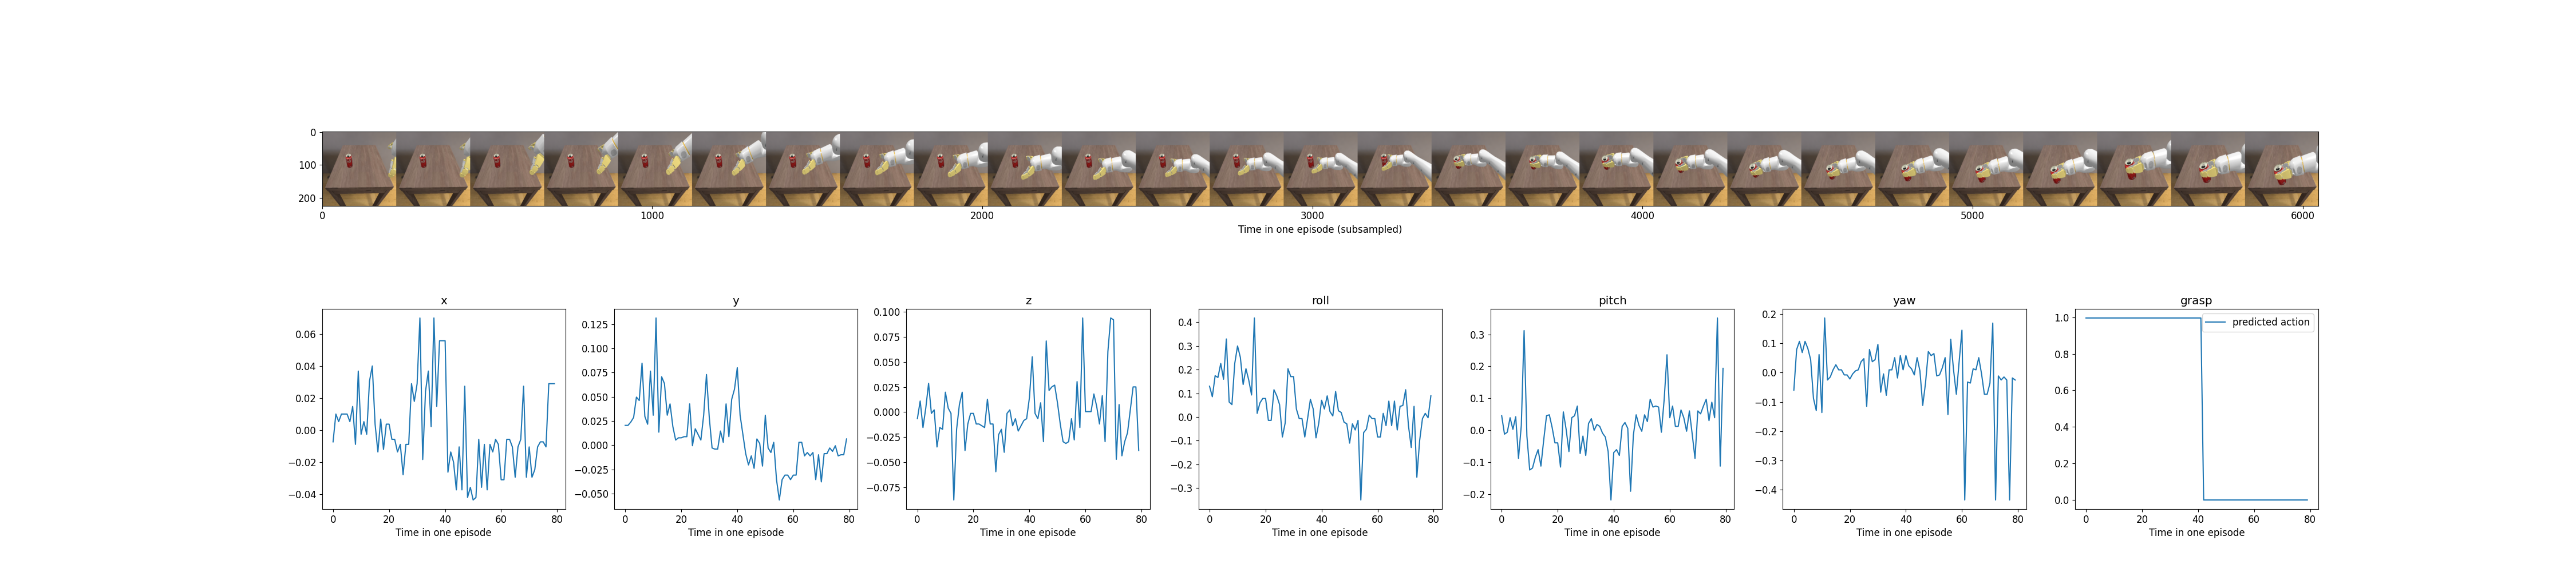 0
100
200
0 1000 2000 3000 4000 5000 6000
Time in one episode (subsampled)
x
0.06
0.04
0.02
0.00
−0.02
−0.04
0 20 40 60 80
Time in one episode
y
0.125
0.100
0.075
0.050
0.025
0.000
−0.025
−0.050
0 20 40 60 80
Time in one episode
z
0.100
0.075
0.050
0.025
0.000
−0.025
−0.050
−0.075
0 20 40 60 80
Time in one episode
roll
0.4
0.3
0.2
0.1
0.0
−0.1
−0.2
−0.3
0 20 40 60 80
Time in one episode
pitch
0.3
0.2
0.1
0.0
−0.1
−0.2
0 20 40 60 80
Time in one episode
yaw
0.2
0.1
0.0
−0.1
−0.2
−0.3
−0.4
0 20 40 60 80
Time in one episode
grasp
predicted action
1.0
0.8
0.6
0.4
0.2
0.0
0 20 40 60 80
Time in one episode